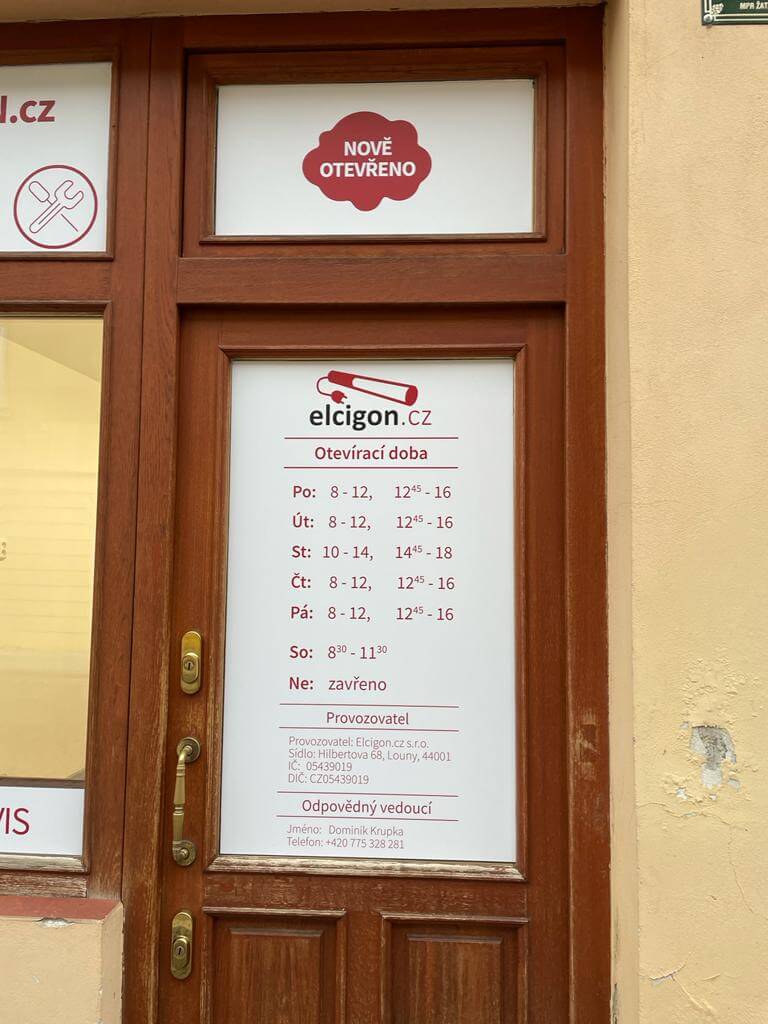 l.cz
NOVĚ
OTEVŘENO
MPR ŽAT
elcigon.cz
Otevírací doba
Po: 8 - 12, 12⁴⁵ - 16
Út: 8 - 12, 12⁴⁵ - 16
St: 10 - 14, 14⁴⁵ - 18
Čt: 8 - 12, 12⁴⁵ - 16
Pá: 8 - 12, 12⁴⁵ - 16
So: 8³⁰ - 11³⁰
Ne: zavřeno
Provozovatel
Provozovatel: Elcigon.cz s.r.o.
Sídlo: Hilbertova 68, Louny, 44001
IČ: 05439019
DIČ: CZ05439019
Odpovědný vedoucí
Jméno: Dominik Krupka
Telefon: +420 775 328 281
VIS